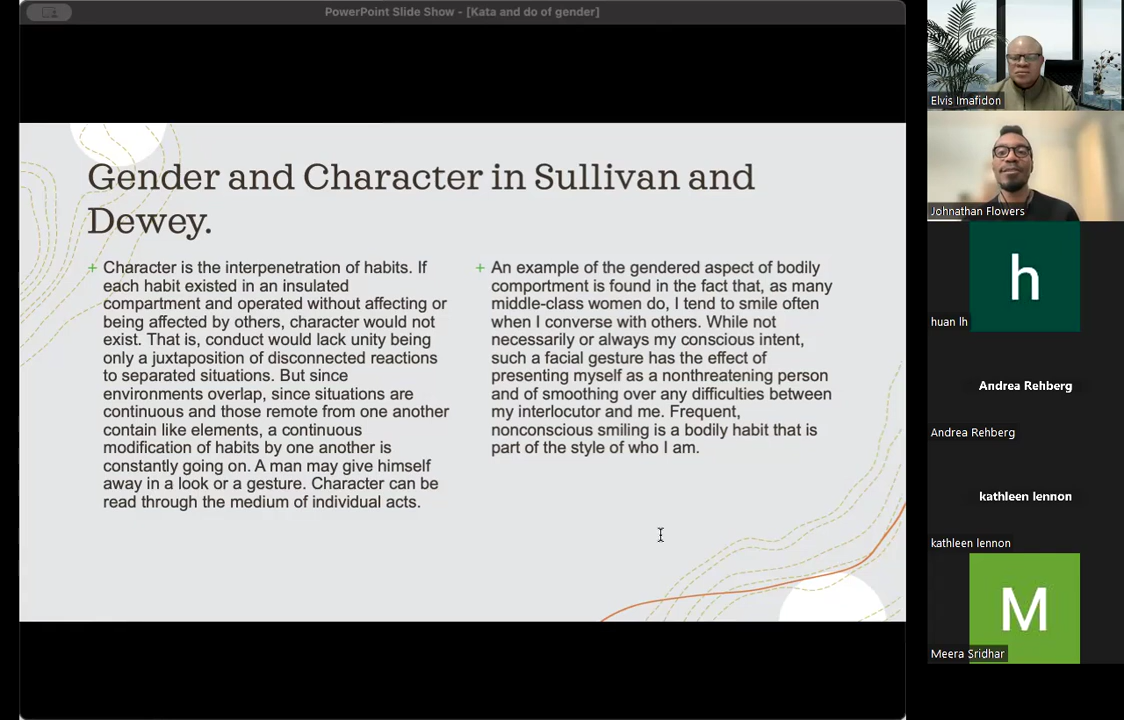 PowerPoint Slide Show - [Kata and do of gender]
Gender and Character in Sullivan and
Dewey.
+ Character is the interpenetration of habits. If
each habit existed in an insulated
compartment and operated without affecting or
being affected by others, character would not
exist. That is, conduct would lack unity being
only a juxtaposition of disconnected reactions
to separated situations. But since
environments overlap, since situations are
continuous and those remote from one another
contain like elements, a continuous
modification of habits by one another is
constantly going on. A man may give himself
away in a look or a gesture. Character can be
read through the medium of individual acts.
+ An example of the gendered aspect of bodily
comportment is found in the fact that, as many
middle-class women do, I tend to smile often
when I converse with others. While not
necessarily or always my conscious intent,
such a facial gesture has the effect of
presenting myself as a nonthreatening person
and of smoothing over any difficulties between
my interlocutor and me. Frequent,
nonconscious smiling is a bodily habit that is
part of the style of who I am.
Elvis Imafidon
Johnathan Flowers
h
huan lh
Andrea Rehberg
Andrea Rehberg
kathleen lennon
kathleen lennon
M
Meera Sridhar